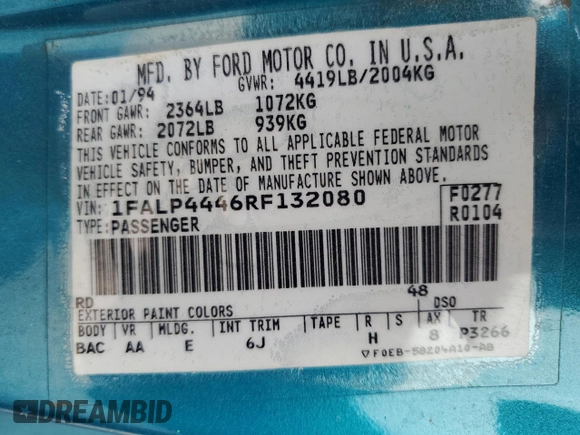 MFD. BY FORD MOTOR CO. IN U.S.A.
DATE: 01/94 GVWR: 4419LB/2004KG
FRONT GAWR: 2364LB 1072KG
REAR GAWR: 2072LB 939KG
THIS VEHICLE CONFORMS TO ALL APPLICABLE FEDERAL MOTOR
VEHICLE SAFETY, BUMPER, AND THEFT PREVENTION STANDARDS
IN EFFECT ON THE DATE OF MANUFACTURE SHOWN ABOVE.
VIN: 1FALP4446RF132080 F0277
TYPE: PASSENGER R0104
RD 48
EXTERIOR PAINT COLORS DSO
BODY VR MLDG. INT TRIM TAPE R S AX TR
BAC AA E 6J H 8 P3266
▽F0EB-58204A10-AB
DREAMBID